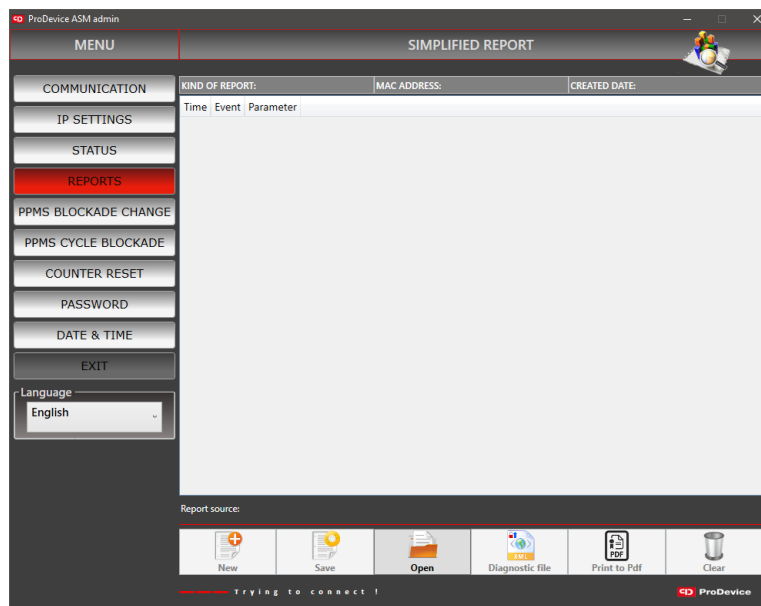 ProDevice ASM admin
MENU
SIMPLIFIED REPORT
COMMUNICATION
IP SETTINGS
STATUS
REPORTS
PPMS BLOCKADE CHANGE
PPMS CYCLE BLOCKADE
COUNTER RESET
PASSWORD
DATE & TIME
EXIT
Language
English
KIND OF REPORT: MAC ADDRESS: CREATED DATE:
Time Event Parameter
Report source:
XML
PDF
New Save Open Diagnostic file Print to Pdf Clear
Trying to connect !
ProDevice